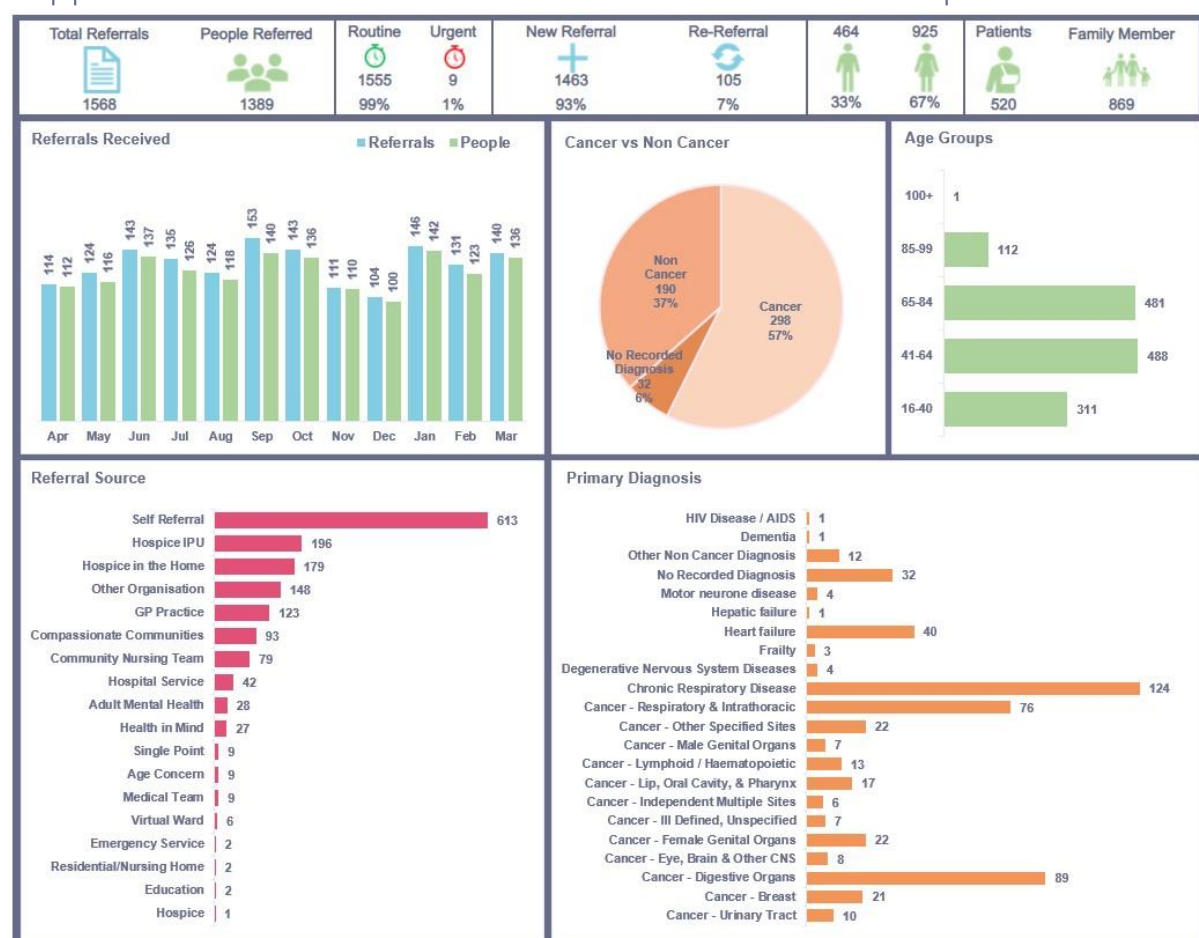 Total Referrals
1568
People Referred
1389
Routine
1555
99%
Urgent
9
1%
New Referral
1463
93%
Re-Referral
105
7%
464
33%
925
67%
Patients
520
Family Member
869
Referrals Received
Referrals People
114 112 124 116 143 137 135 126 124 118 153 140 143 136 111 110 104 100 146 142 131 123 140 136
Apr May Jun Jul Aug Sep Oct Nov Dec Jan Feb Mar
Cancer vs Non Cancer
Non
Cancer
190
37%
Cancer
298
57%
No Recorded
Diagnosis
32
6%
Age Groups
100+ 1
85-99 112
65-84 481
41-64 488
16-40 311
Referral Source
Self Referral 613
Hospice IPU 196
Hospice in the Home 179
Other Organisation 148
GP Practice 123
Compassionate Communities 93
Community Nursing Team 79
Hospital Service 42
Adult Mental Health 28
Health in Mind 27
Single Point 9
Age Concern 9
Medical Team 9
Virtual Ward 6
Emergency Service 2
Residential/Nursing Home 2
Education 2
Hospice 1
Primary Diagnosis
HIV Disease / AIDS 1
Dementia 1
Other Non Cancer Diagnosis 12
No Recorded Diagnosis 32
Motor neurone disease 4
Hepatic failure 1
Heart failure 40
Frailty 3
Degenerative Nervous System Diseases 4
Chronic Respiratory Disease 124
Cancer - Respiratory & Intrathoracic 76
Cancer - Other Specified Sites 22
Cancer - Male Genital Organs 7
Cancer - Lymphoid / Haematopoietic 13
Cancer - Lip, Oral Cavity, & Pharynx 17
Cancer - Independent Multiple Sites 6
Cancer - Ill Defined, Unspecified 7
Cancer - Female Genital Organs 22
Cancer - Eye, Brain & Other CNS 8
Cancer - Digestive Organs 89
Cancer - Breast 21
Cancer - Urinary Tract 10